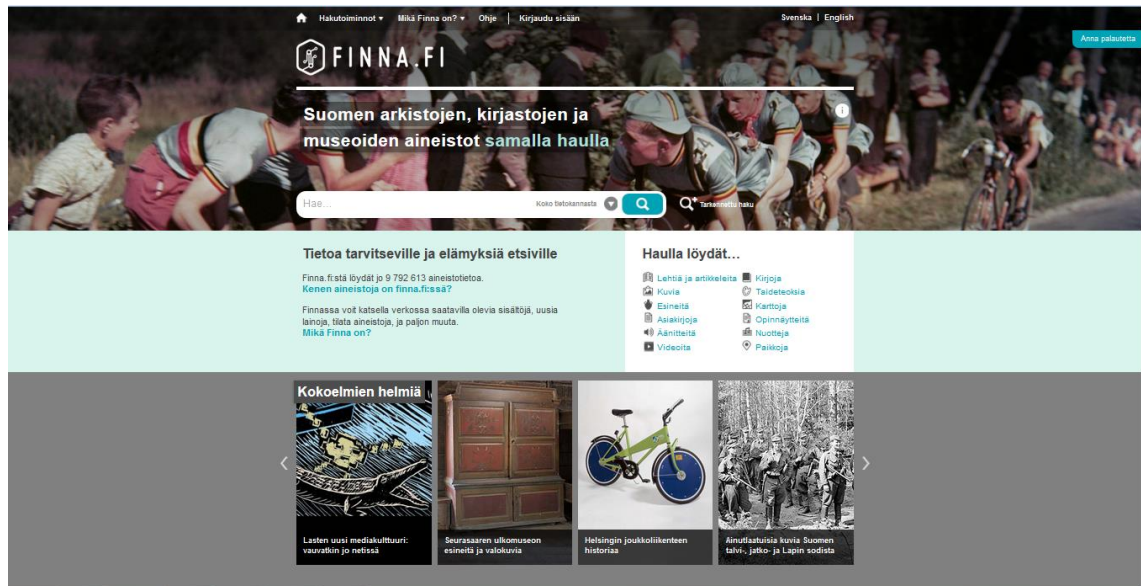 Hakutoiminnot ▾ Mikä Finna on? ▾ Ohje | Kirjaudu sisään
Svenska | English
Anna palautetta
FINNA.FI
Suomen arkistojen, kirjastojen ja
museoiden aineistot samalla haulla
i
Hae...
Koko tietokannasta
Tarkennettu haku
Tietoa tarvitseville ja elämyksiä etsiville
Finna.fi:stä löydät jo 9 792 613 aineistotietoa.
Kenen aineistoja on finna.fi:ssä?
Finnassa voit katsella verkossa saatavilla olevia sisältöjä, uusia
lainoja, tilata aineistoja, ja paljon muuta.
Mikä Finna on?
Haulla löydät...
Lehtiä ja artikkeleita
Kuvia
Esineitä
Asiakirjoja
Äänitteitä
Videoita
Kirjoja
Taideteoksia
Karttoja
Opinnäytteitä
Nuotteja
Paikkoja
Kokoelmien helmiä
Lasten uusi mediakulttuuri:
vauvatkin jo netissä
Seurasaaren ulkomuseon
esineitä ja valokuvia
Helsingin joukkoliikenteen
historiaa
Ainutlaatuisia kuvia Suomen
talvi-, jatko- ja Lapin sodista